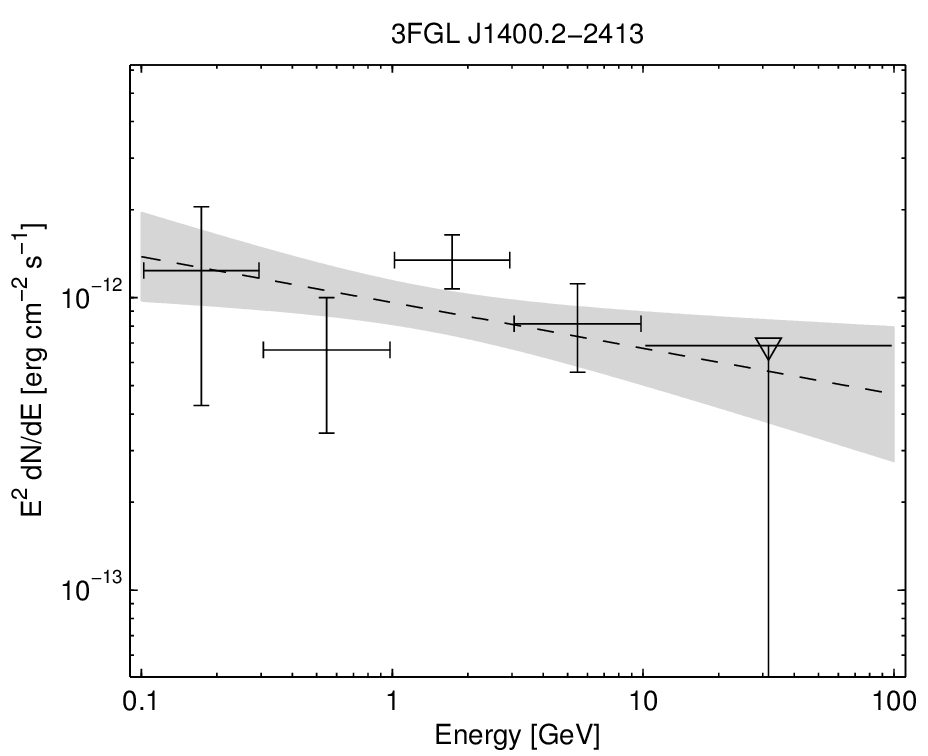 3FGL J1400.2−2413
E² dN/dE [erg cm⁻² s⁻¹]
10⁻¹²
10⁻¹³
0.1 1 10 100
Energy [GeV]